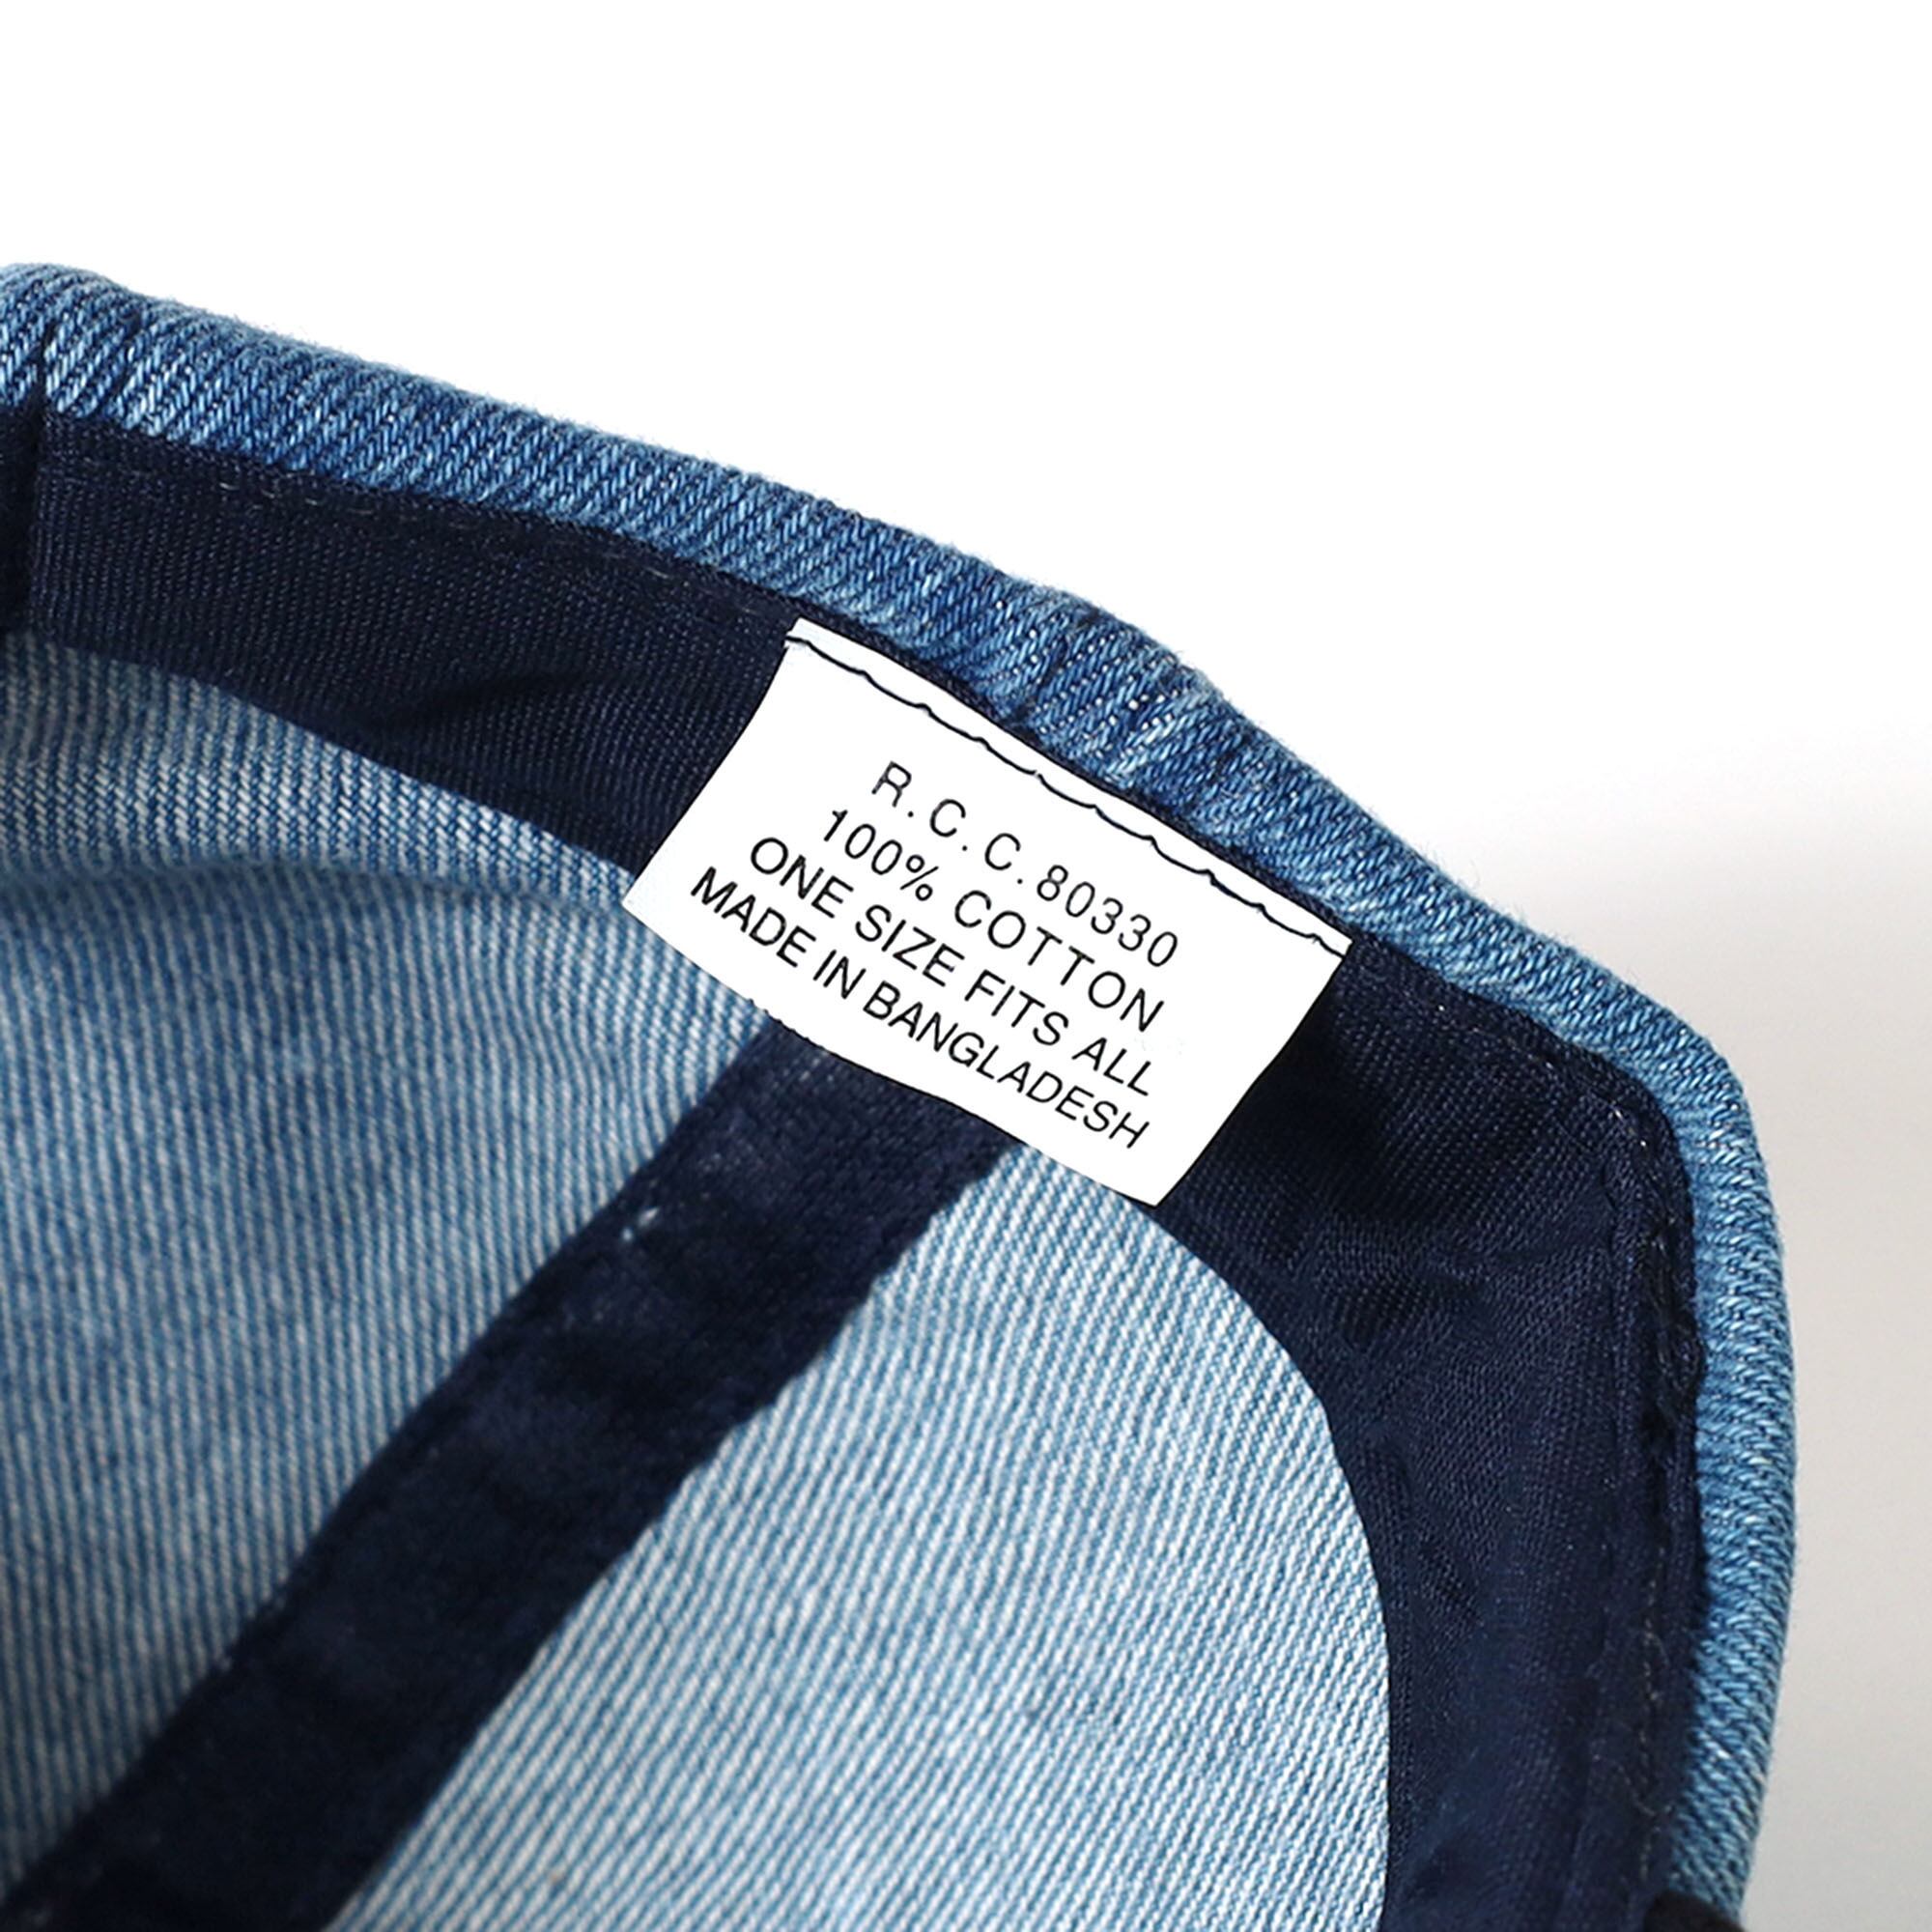 R.C.C.80330
100% COTTON
ONE SIZE FITS ALL
MADE IN BANGLADESH